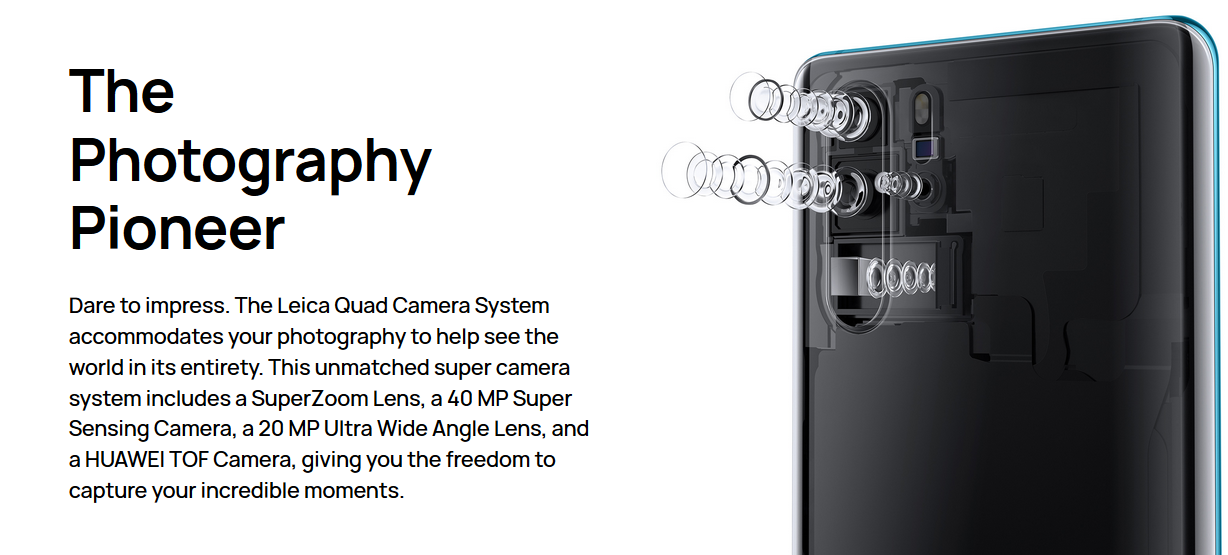 The
Photography
Pioneer
Dare to impress. The Leica Quad Camera System
accommodates your photography to help see the
world in its entirety. This unmatched super camera
system includes a SuperZoom Lens, a 40 MP Super
Sensing Camera, a 20 MP Ultra Wide Angle Lens, and
a HUAWEI TOF Camera, giving you the freedom to
capture your incredible moments.